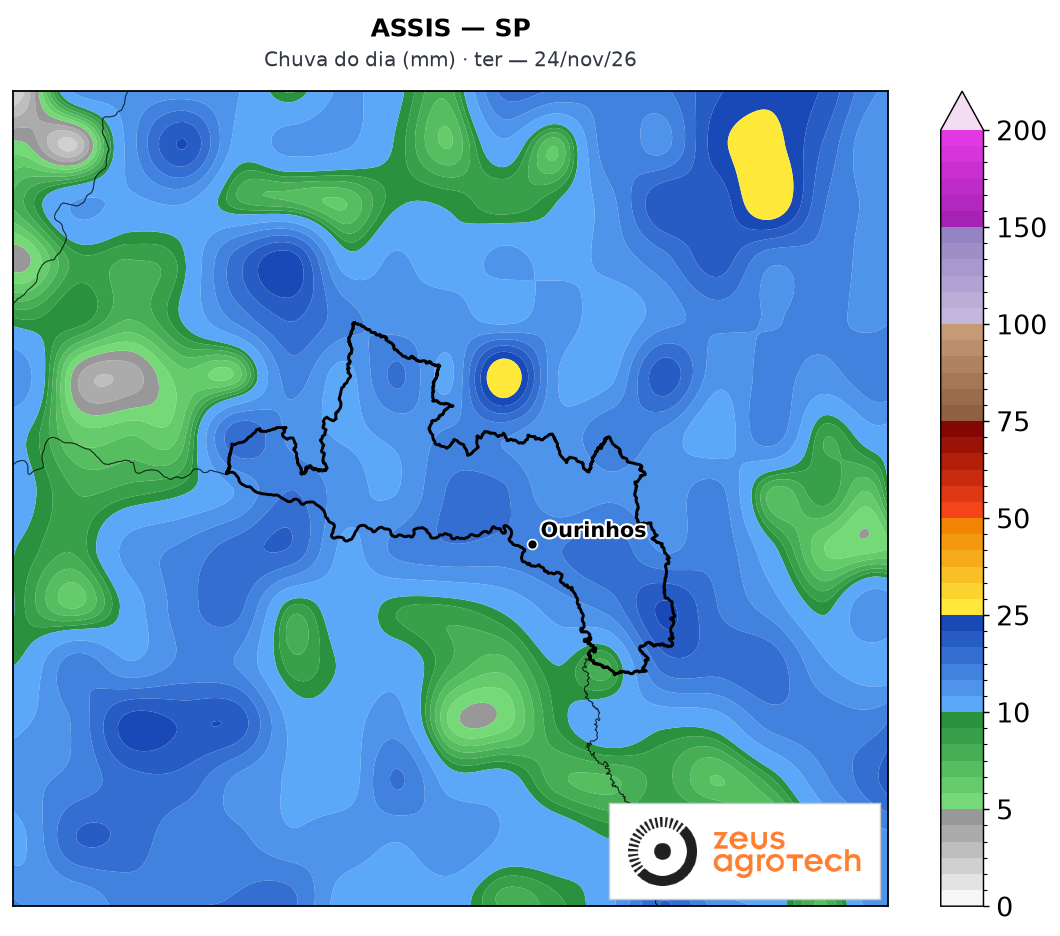 ASSIS — SP
Chuva do dia (mm) · ter — 24/nov/26
200
150
100
75
50
25
10
5
0
Ourinhos
zeus
agroTech